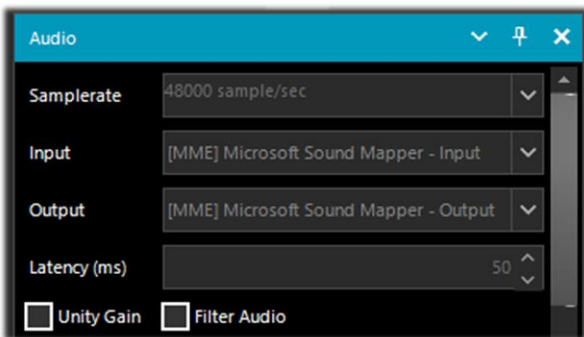 Audio
Samplerate 48000 sample/sec
Input [MME] Microsoft Sound Mapper - Input
Output [MME] Microsoft Sound Mapper - Output
Latency (ms) 50
Unity Gain Filter Audio